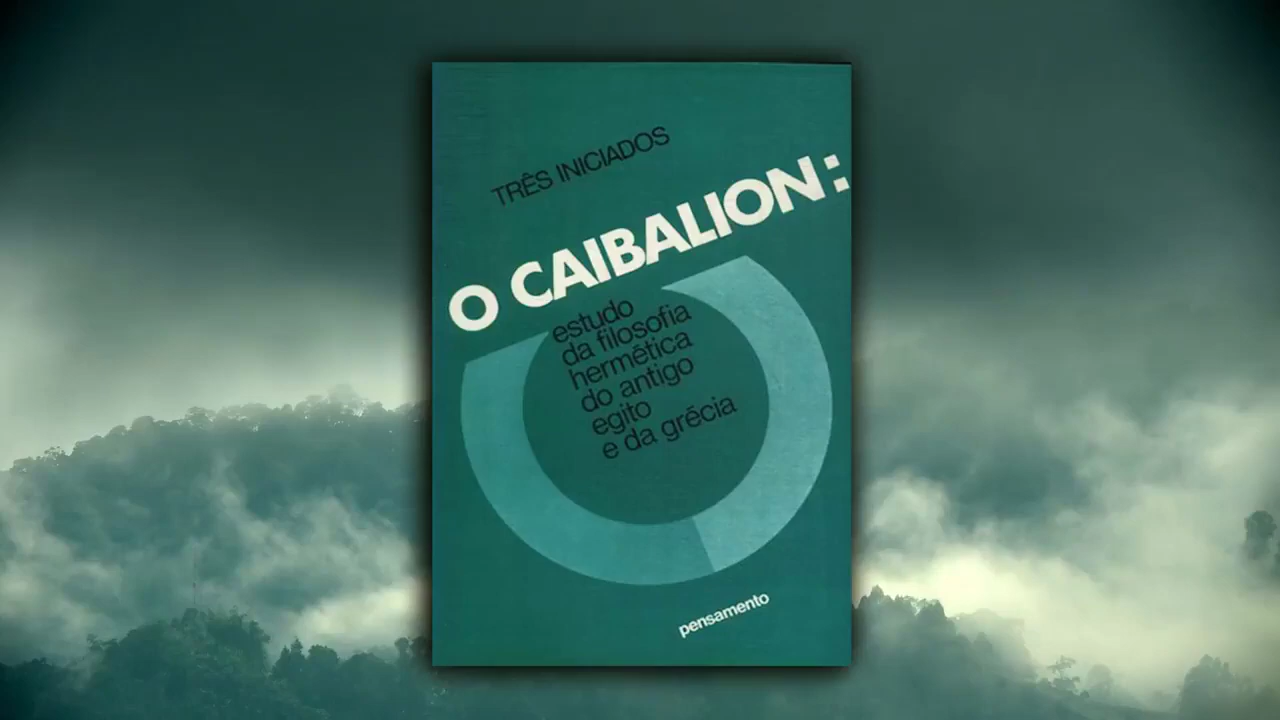 TRÊS INICIADOS
O CAIBALION:
estudo
da filosofia
hermética
do antigo
egito
e da grécia
pensamento